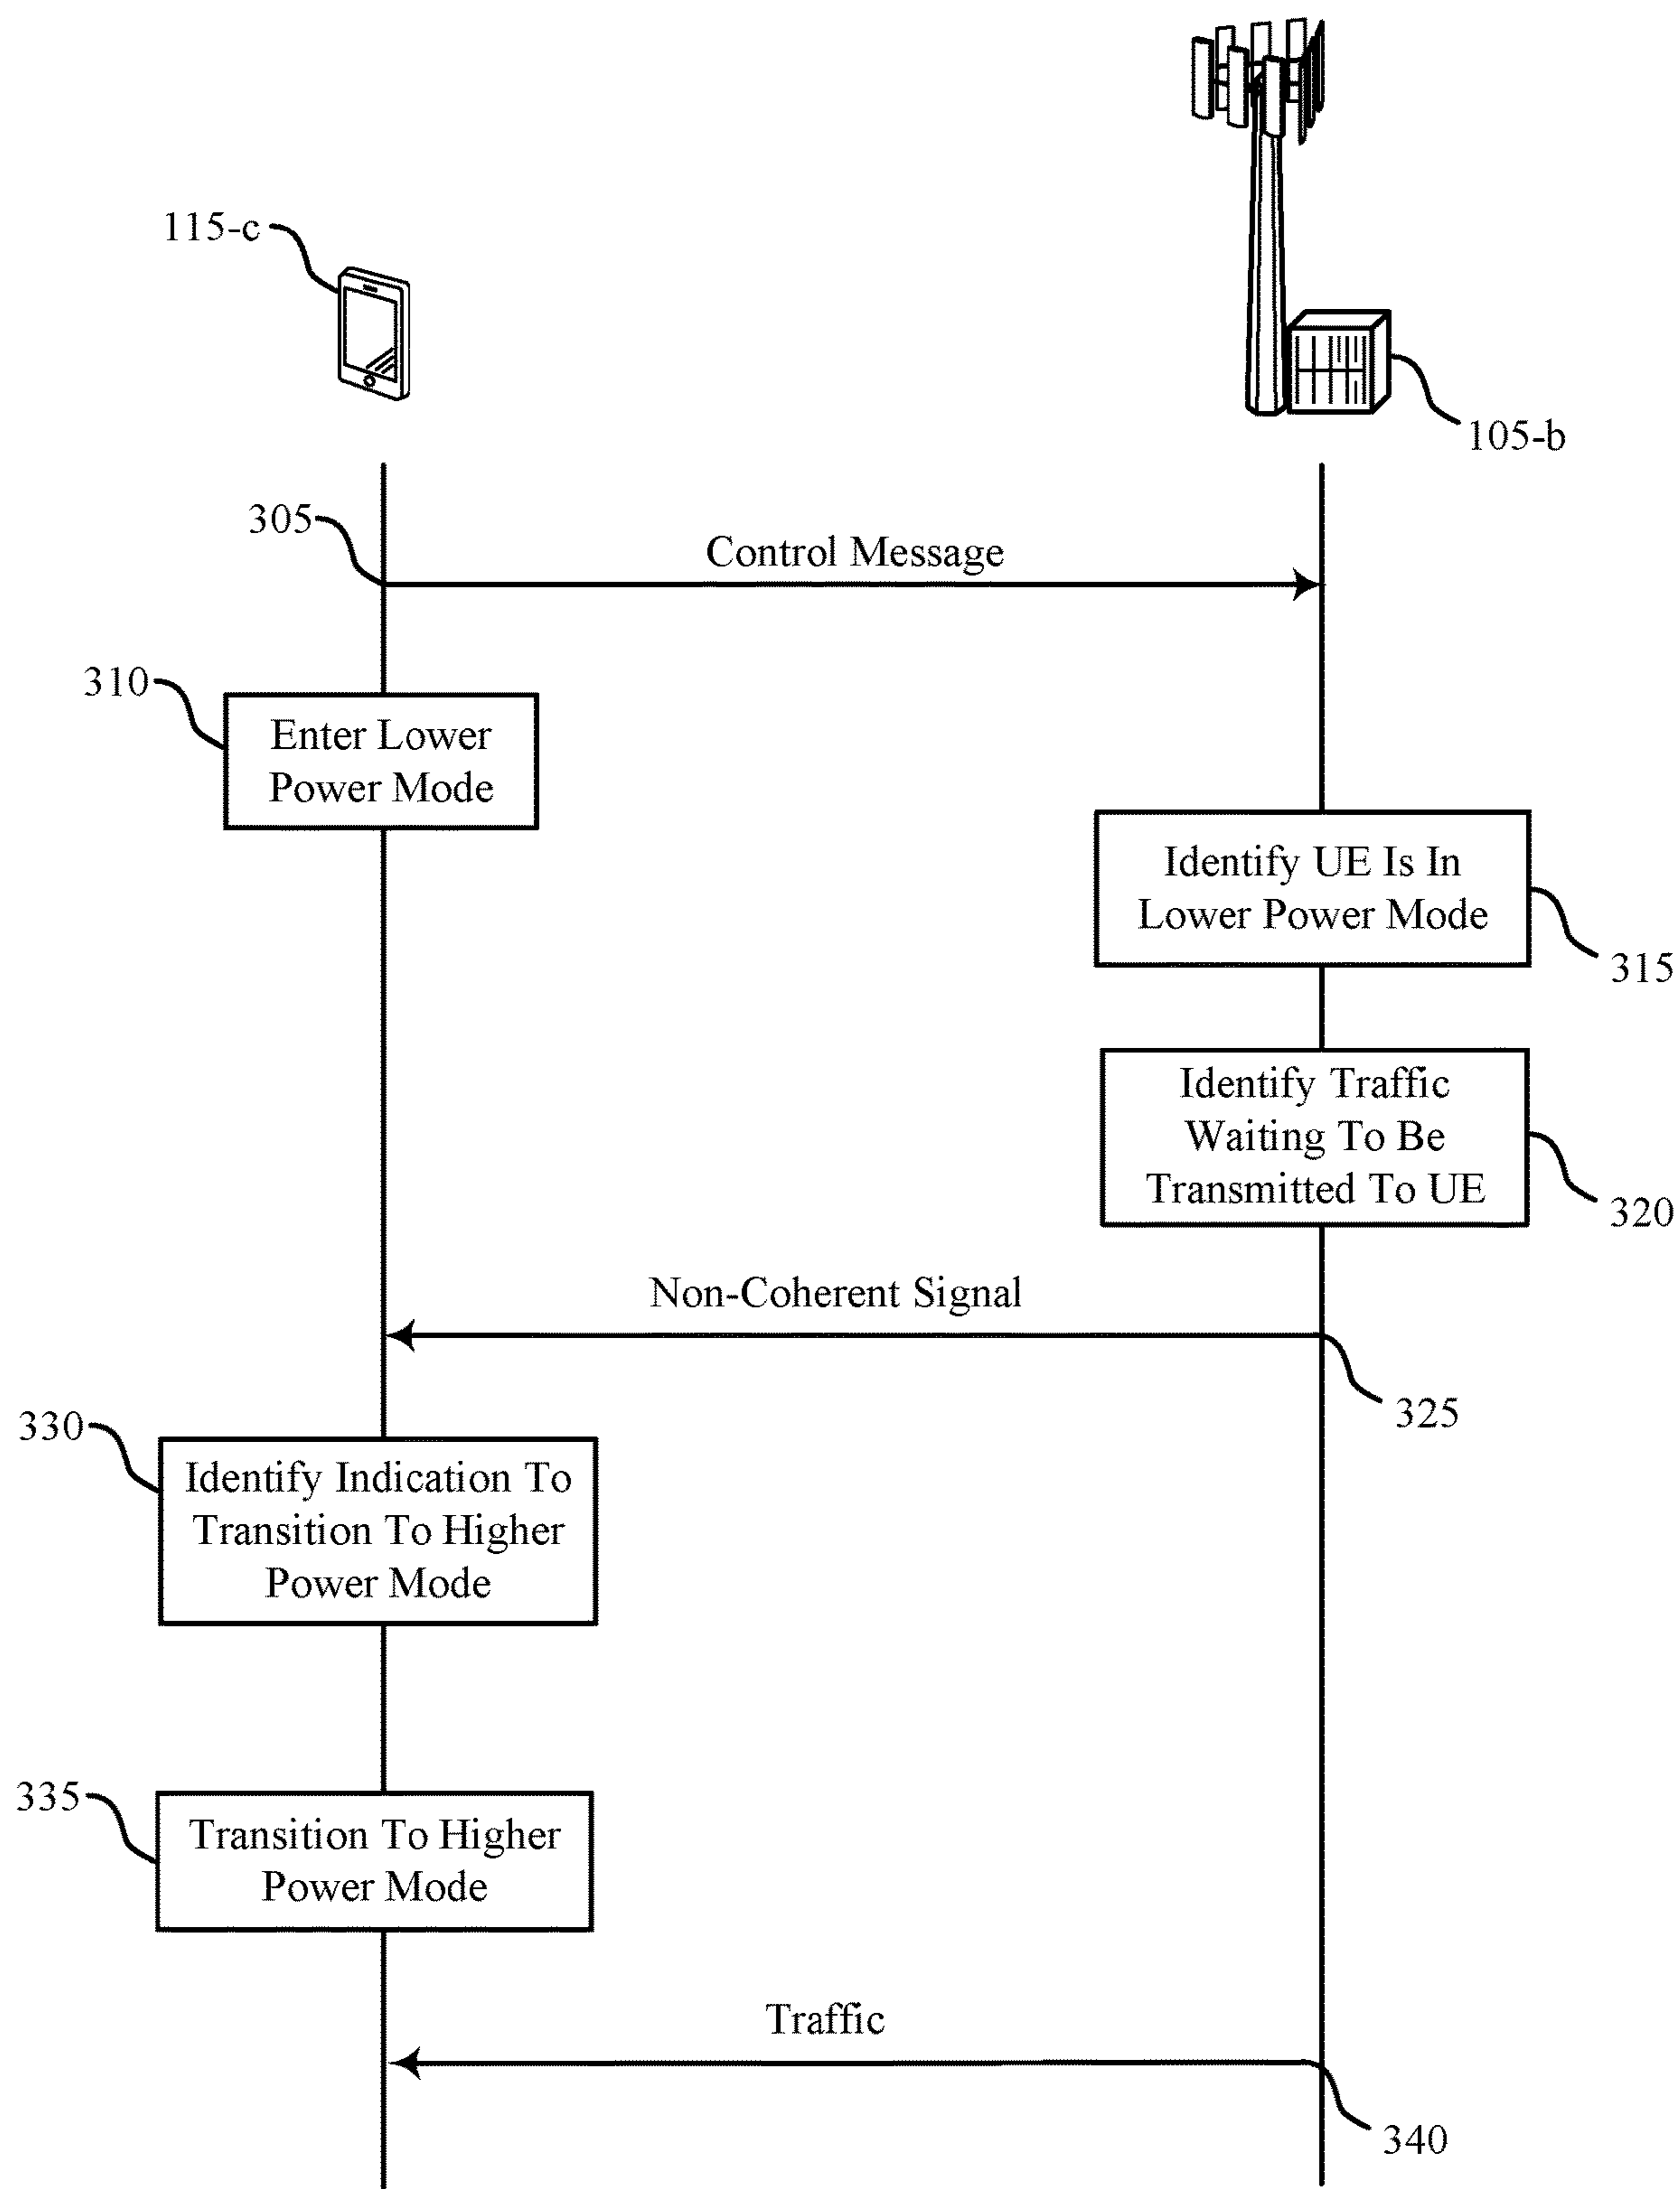 115-c
105-b
305
Control Message
310
Enter Lower
Power Mode
Identify UE Is In
Lower Power Mode
315
Identify Traffic
Waiting To Be
Transmitted To UE
320
Non-Coherent Signal
325
330
Identify Indication To
Transition To Higher
Power Mode
335
Transition To Higher
Power Mode
Traffic
340